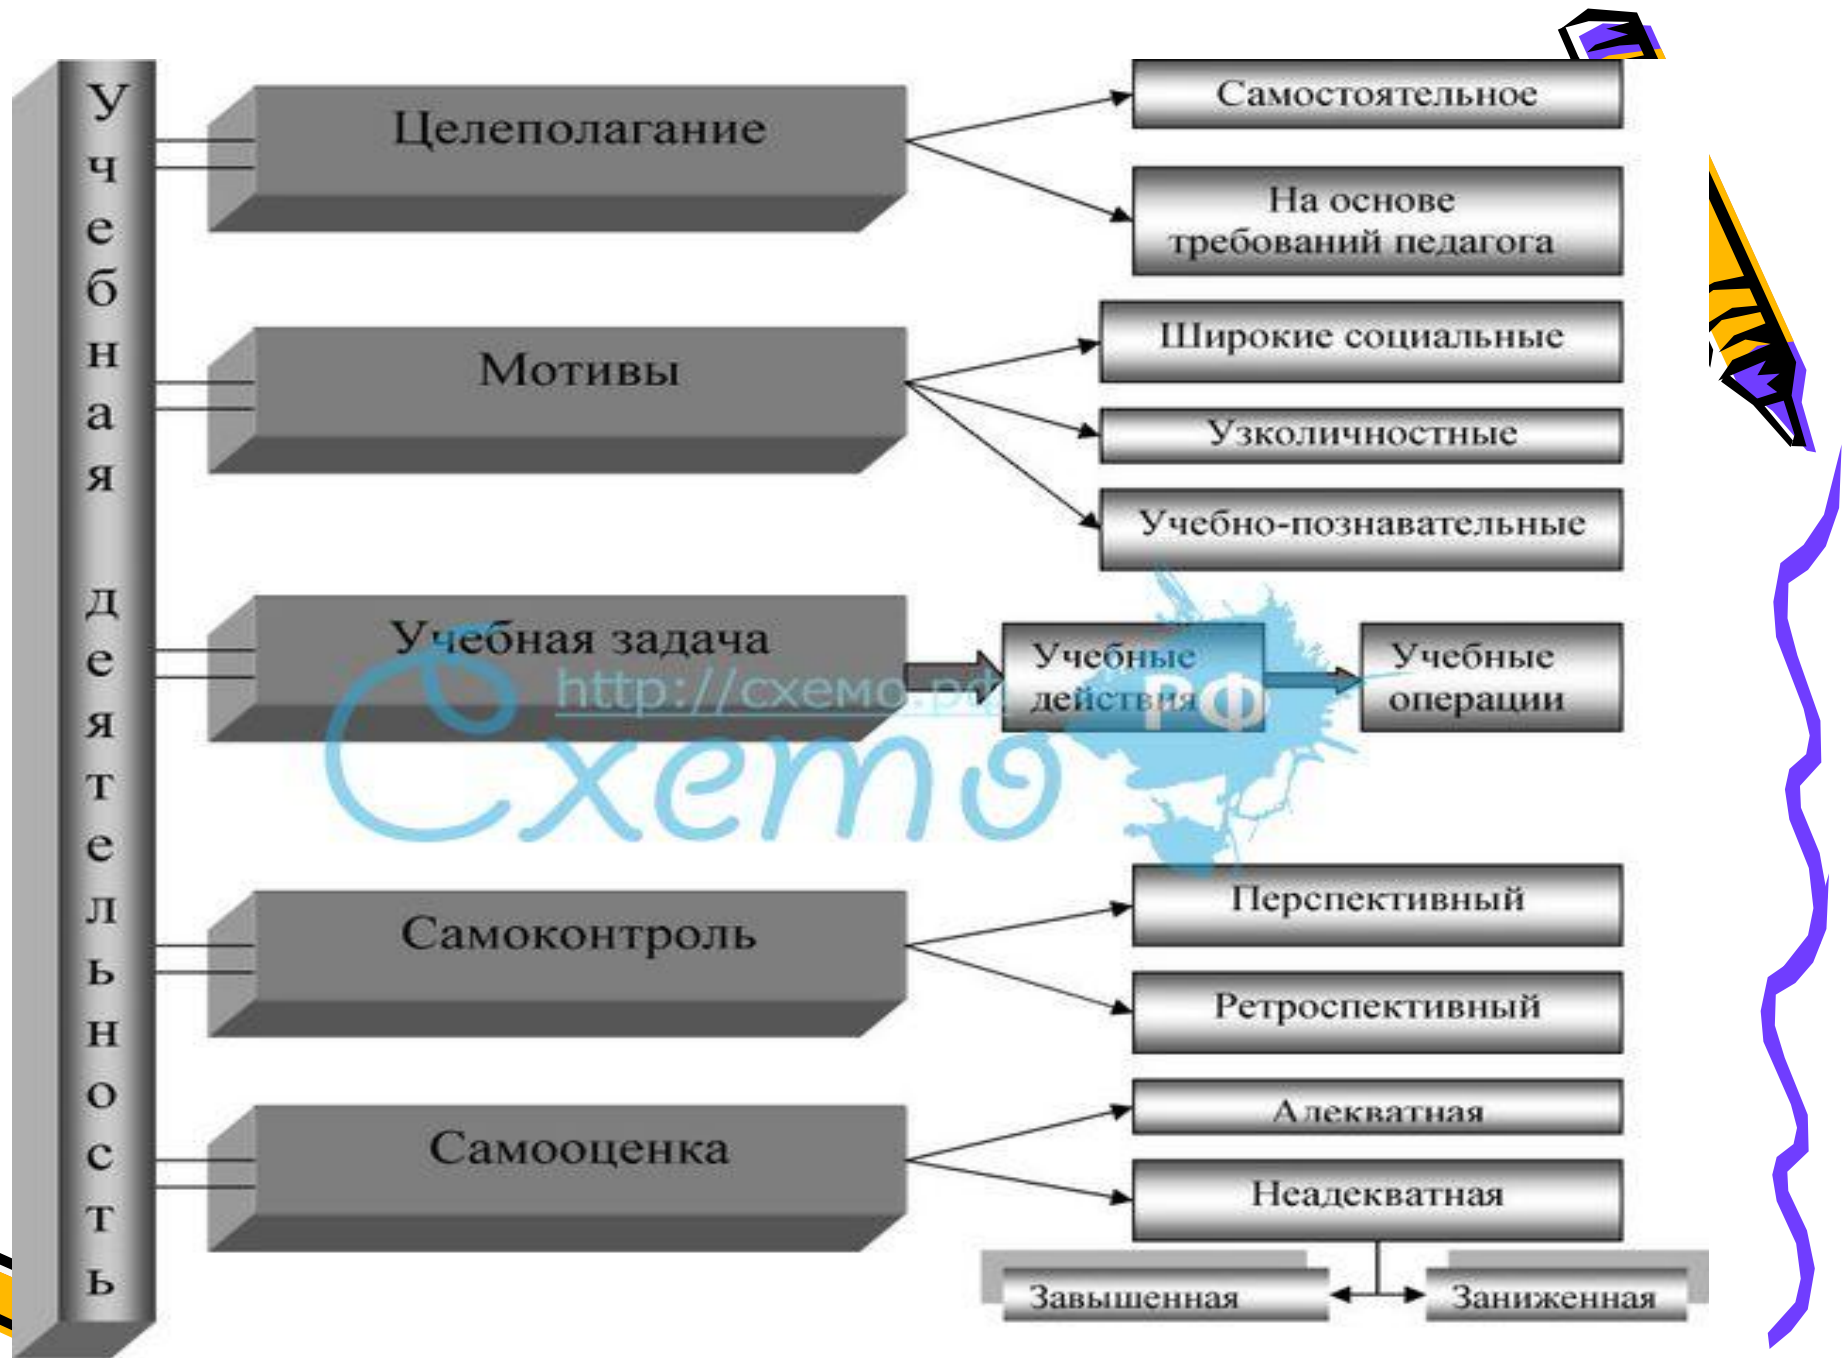 Учебная деятельность
Целеполагание
Самостоятельное
На основе
требований педагога
Мотивы
Широкие социальные
Узколичностные
Учебно-познавательные
Учебная задача
Учебные
действия
Учебные
операции
http://схемо.рф
Схемо
РФ
Самоконтроль
Перспективный
Ретроспективный
Самооценка
Адекватная
Неадекватная
Завышенная
Заниженная